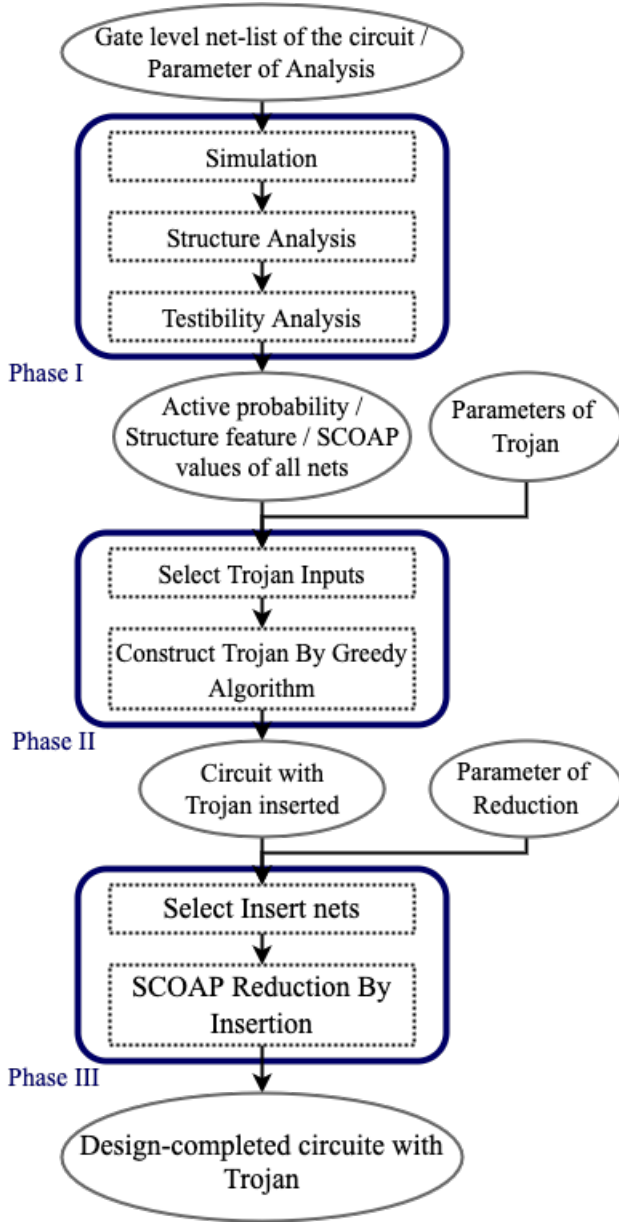 Gate level net-list of the circuit /
Parameter of Analysis
Simulation
Structure Analysis
Testibility Analysis
Phase I
Active probability /
Structure feature / SCOAP
values of all nets
Parameters of
Trojan
Select Trojan Inputs
Construct Trojan By Greedy
Algorithm
Phase II
Circuit with
Trojan inserted
Parameter of
Reduction
Select Insert nets
SCOAP Reduction By
Insertion
Phase III
Design-completed circuite with
Trojan